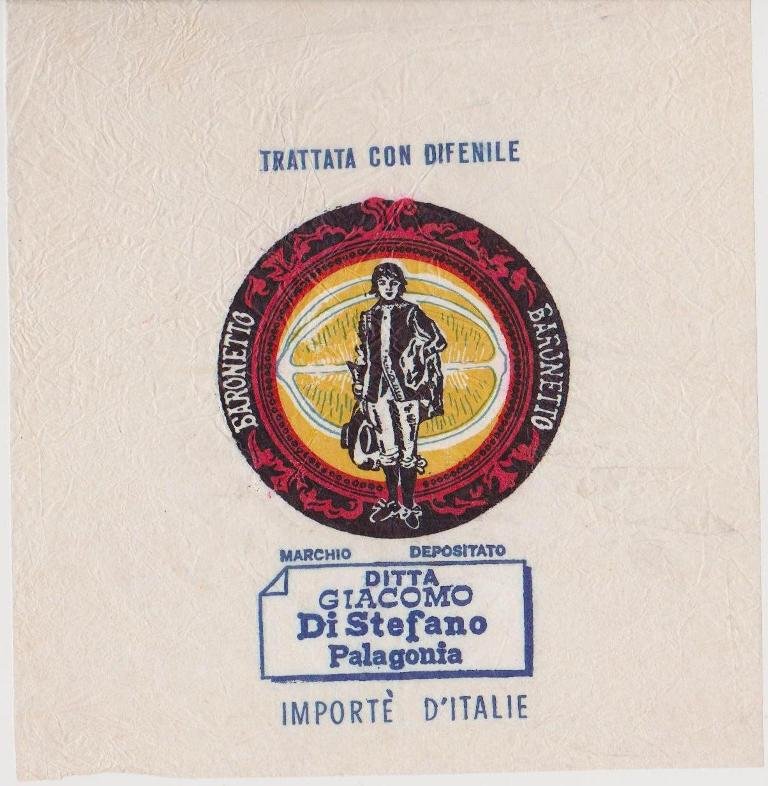 TRATTATA CON DIFENILE
BARONETTO
BARONETTO
MARCHIO DEPOSITATO
DITTA
GIACOMO
Di Stefano
Palagonia
IMPORTÈ D'ITALIE